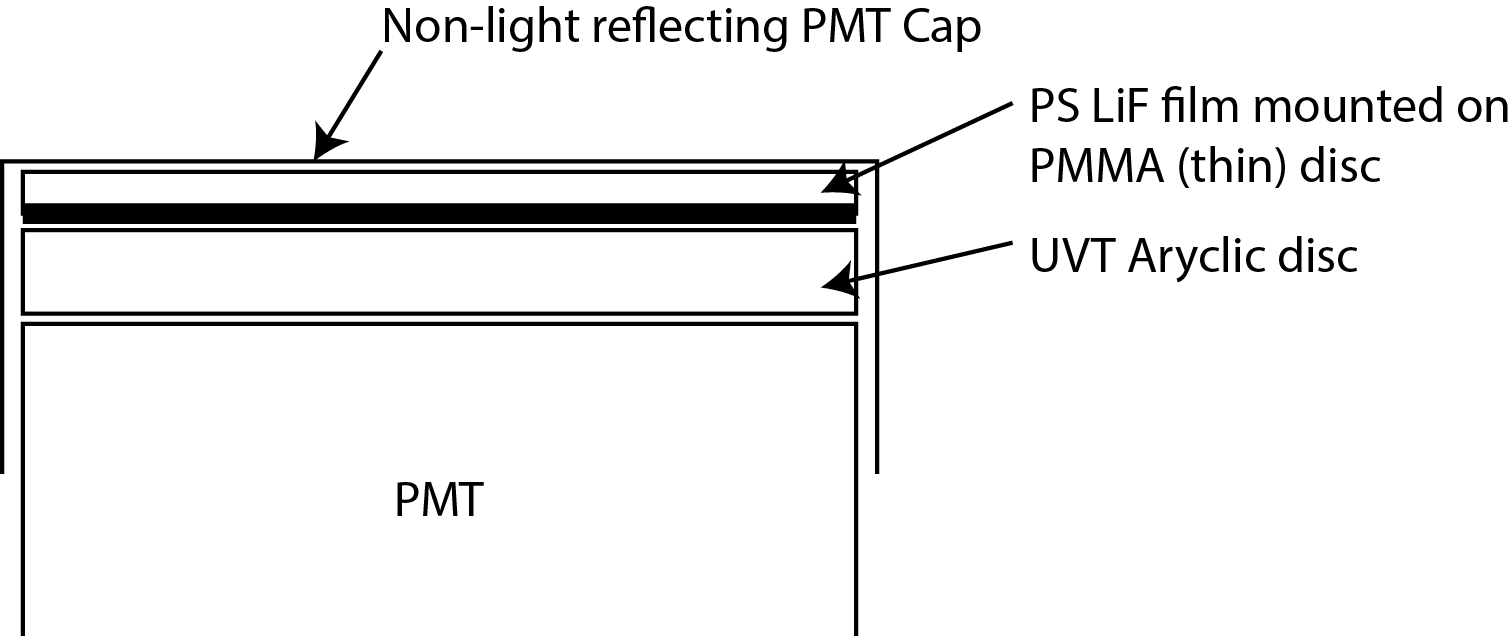 Non-light reflecting PMT Cap
PS LiF film mounted on
PMMA (thin) disc
UVT Aryclic disc
PMT